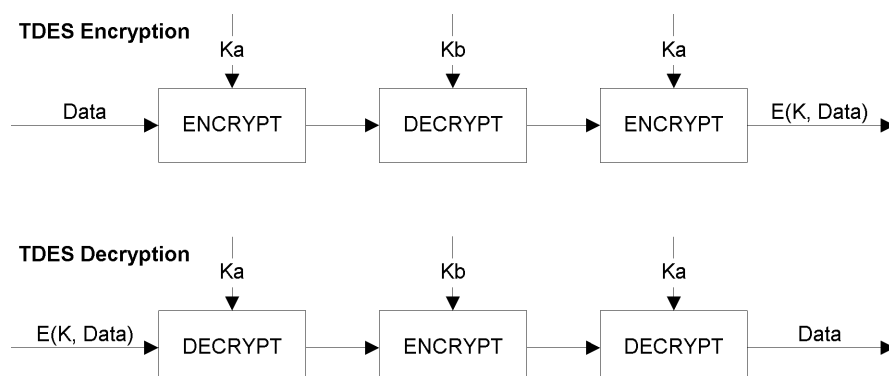 TDES Encryption
Ka
Kb
Ka
Data
ENCRYPT
DECRYPT
ENCRYPT
E(K, Data)
TDES Decryption
Ka
Kb
Ka
E(K, Data)
DECRYPT
ENCRYPT
DECRYPT
Data